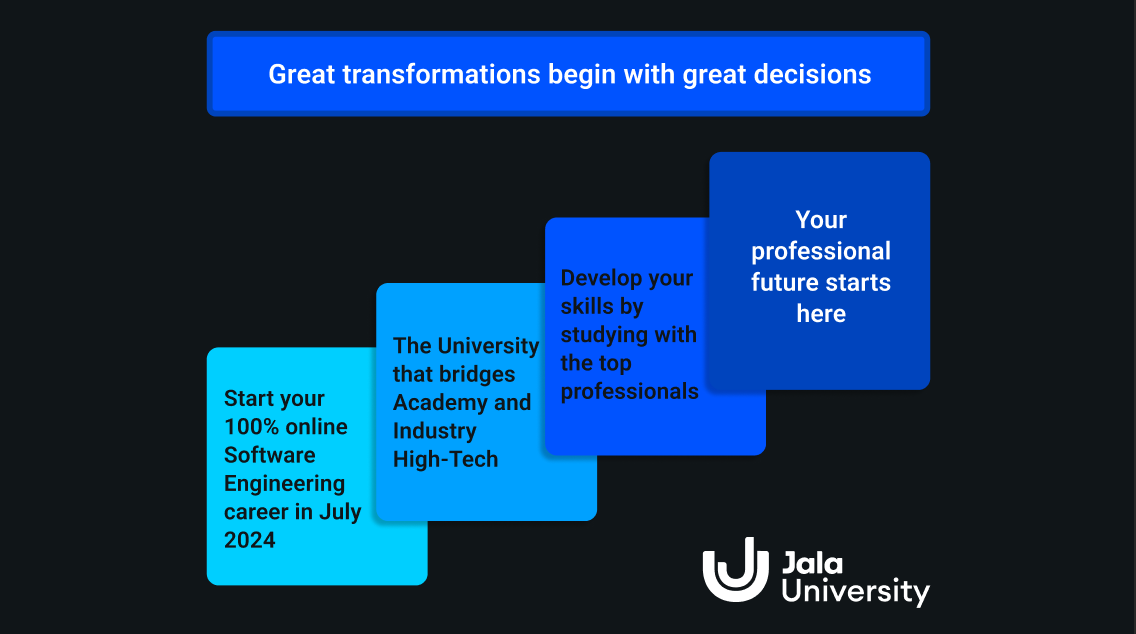 Great transformations begin with great decisions
Start your
100% online
Software
Engineering
career in July
2024
The University
that bridges
Academy and
Industry
High-Tech
Develop your
skills by
studying with
the top
professionals
Your
professional
future starts
here
Jala
University